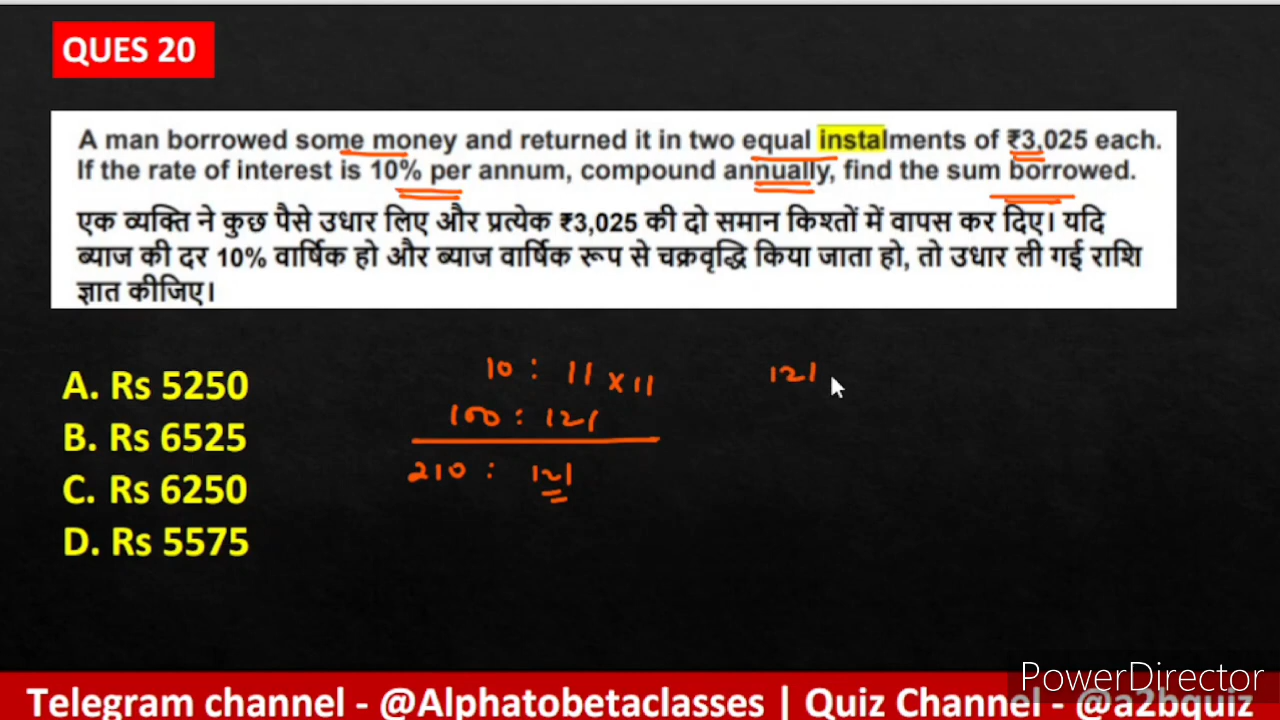 QUES 20
A man borrowed some money and returned it in two equal instalments of ₹3,025 each.
If the rate of interest is 10% per annum, compound annually, find the sum borrowed.
एक व्यक्ति ने कुछ पैसे उधार लिए और प्रत्येक ₹3,025 की दो समान किश्तों में वापस कर दिए। यदि
ब्याज की दर 10% वार्षिक हो और ब्याज वार्षिक रूप से चक्रवृद्धि किया जाता हो, तो उधार ली गई राशि
ज्ञात कीजिए।
A. Rs 5250
B. Rs 6525
C. Rs 6250
D. Rs 5575
10 : 11 x 11
100 : 121
210 : 121
121
PowerDirector
Telegram channel - @Alphatobetaclasses | Quiz Channel - @a2bquiz